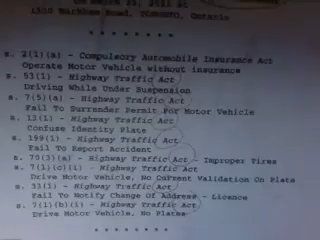 1530 Markham Road, TORONTO, Ontario
* * * * * * * *
s. 2(1)(a) - Compulsory Automobile Insurance Act
Operate Motor Vehicle without insurance
s. 53(1) - Highway Traffic Act
Driving While Under Suspension
s. 7(5)(a) - Highway Traffic Act
Fail To Surrender Permit For Motor Vehicle
s. 13(1) - Highway Traffic Act
Confuse Identity Plate
s. 199(1) - Highway Traffic Act
Fail To Report Accident
s. 70(3)(a) - Highway Traffic Act - Improper Tires
s. 7(1)(c)(i) - Highway Traffic Act
Drive Motor Vehicle, No Current Validation On Plate
s. 33(1) - Highway Traffic Act
Fail To Notify Change Of Address - Licence
s. 7(1)(b)(i) - Highway Traffic Act
Drive Motor Vehicle, No Plates
* * * * * * * *